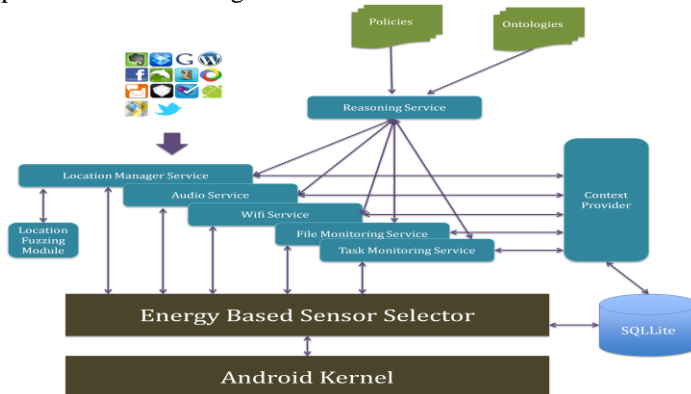 Policies
Ontologies
Reasoning Service
Location Manager Service
Audio Service
Wifi Service
File Monitoring Service
Task Monitoring Service
Location
Fuzzing
Module
Context
Provider
Energy Based Sensor Selector
SQLLite
Android Kernel